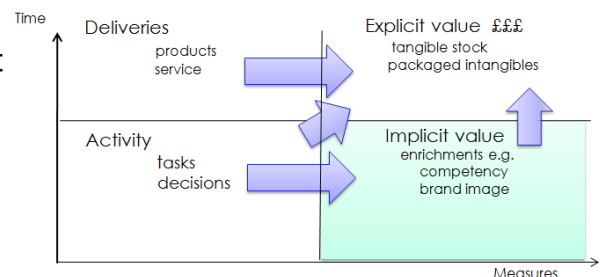 Time
Deliveries
products
service
Explicit value £££
tangible stock
packaged intangibles
Activity
tasks
decisions
Implicit value
enrichments e.g.
competency
brand image
Measures